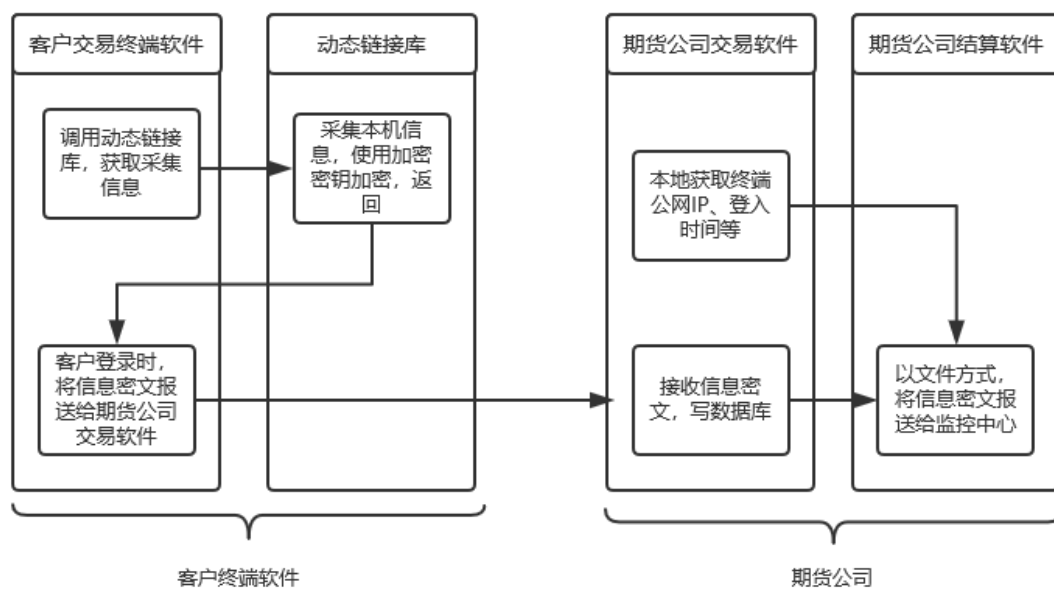 客户交易终端软件
动态链接库
期货公司交易软件
期货公司结算软件
调用动态链接
库，获取采集
信息
采集本机信
息，使用加密
密钥加密，返
回
本地获取终端
公网IP、登入
时间等
客户登录时，
将信息密文报
送给期货公司
交易软件
接收信息密
文，写数据库
以文件方式，
将信息密文报
送给监控中心
客户终端软件
期货公司